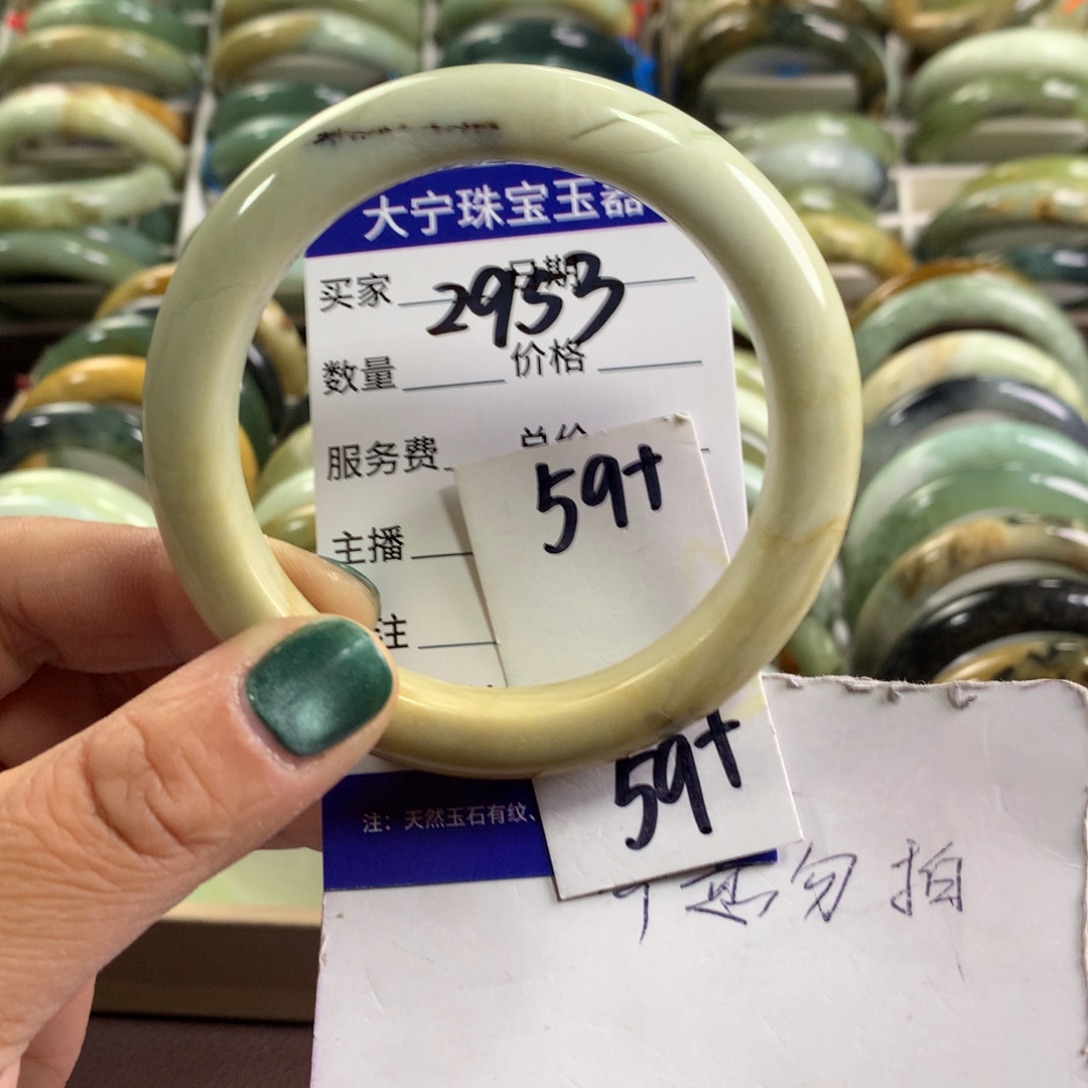 大宁珠宝玉器
买家 2953 日期
数量 价格
服务费 总价
59+
主播
注
59+
注：天然玉石有纹、
勿拍